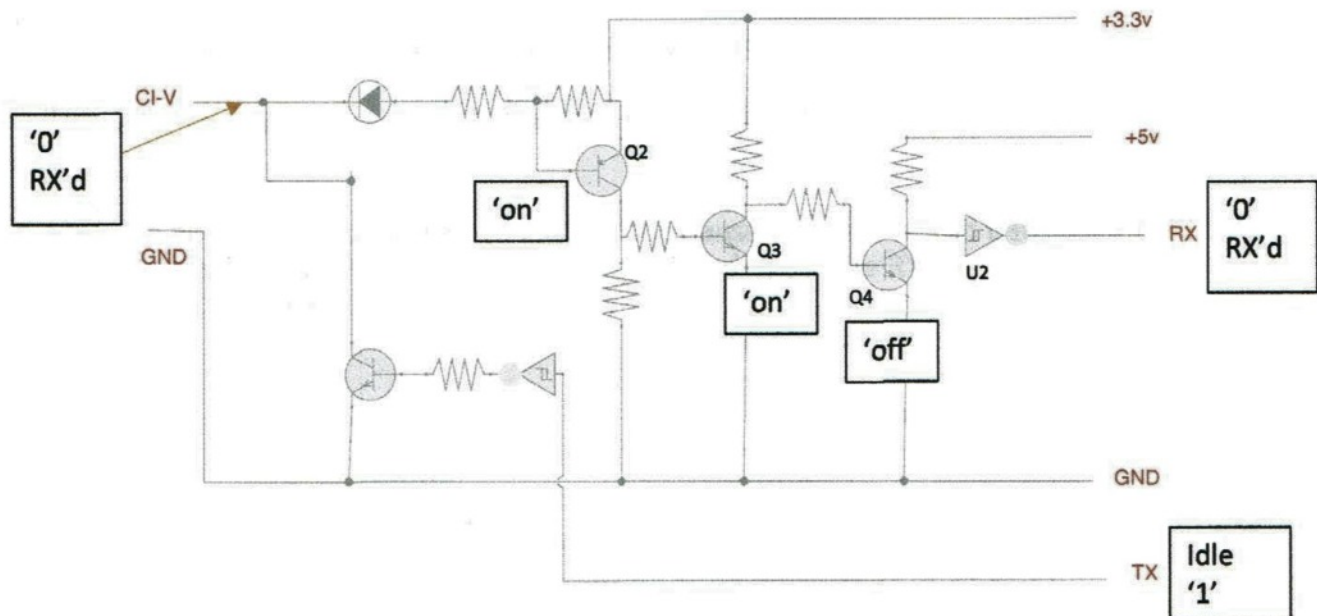 +3.3v
CI-V
‘0’
RX’d
Q2
‘on’
+5v
‘0’
RX’d
RX
GND
Q3
‘on’
Q4
U2
‘off’
GND
TX
Idle
‘1’